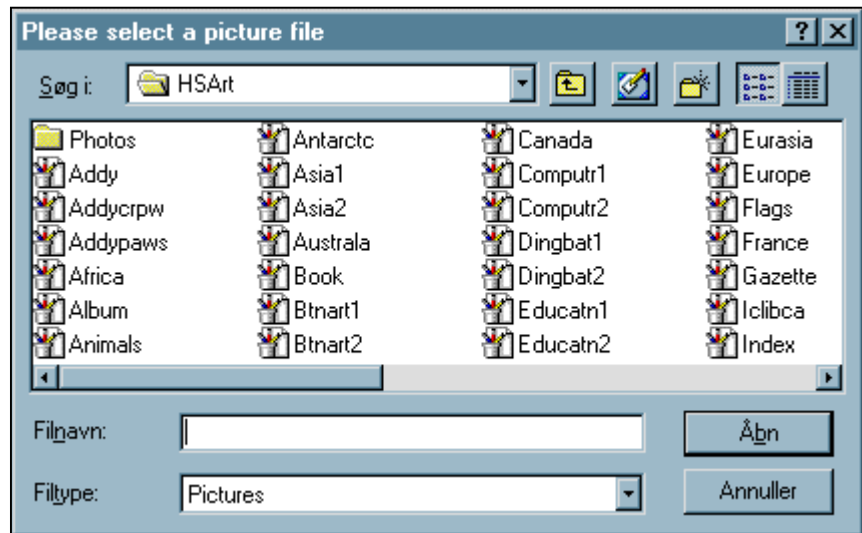 Please select a picture file
Søg i: HSArt
Photos Antarctc Canada Eurasia
Addy Asia1 Computr1 Europe
Addycrpw Asia2 Computr2 Flags
Addypaws Australa Dingbat1 France
Africa Book Dingbat2 Gazette
Album Btnart1 Educatn1 Iclibca
Animals Btnart2 Educatn2 Index
Filnavn: Åbn
Filtype: Pictures Annuller